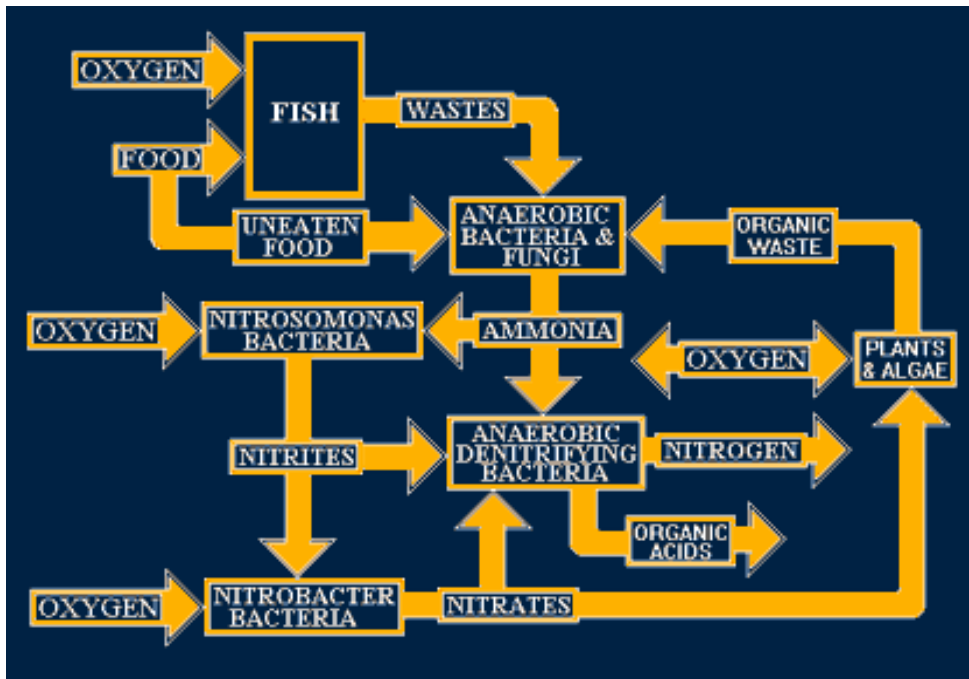 OXYGEN
FISH
WASTES
FOOD
UNEATEN
FOOD
ANAEROBIC
BACTERIA &
FUNGI
ORGANIC
WASTE
OXYGEN
NITROSOMONAS
BACTERIA
AMMONIA
OXYGEN
PLANTS
& ALGAE
NITRITES
ANAEROBIC
DENITRIFYING
BACTERIA
NITROGEN
ORGANIC
ACIDS
OXYGEN
NITROBACTER
BACTERIA
NITRATES